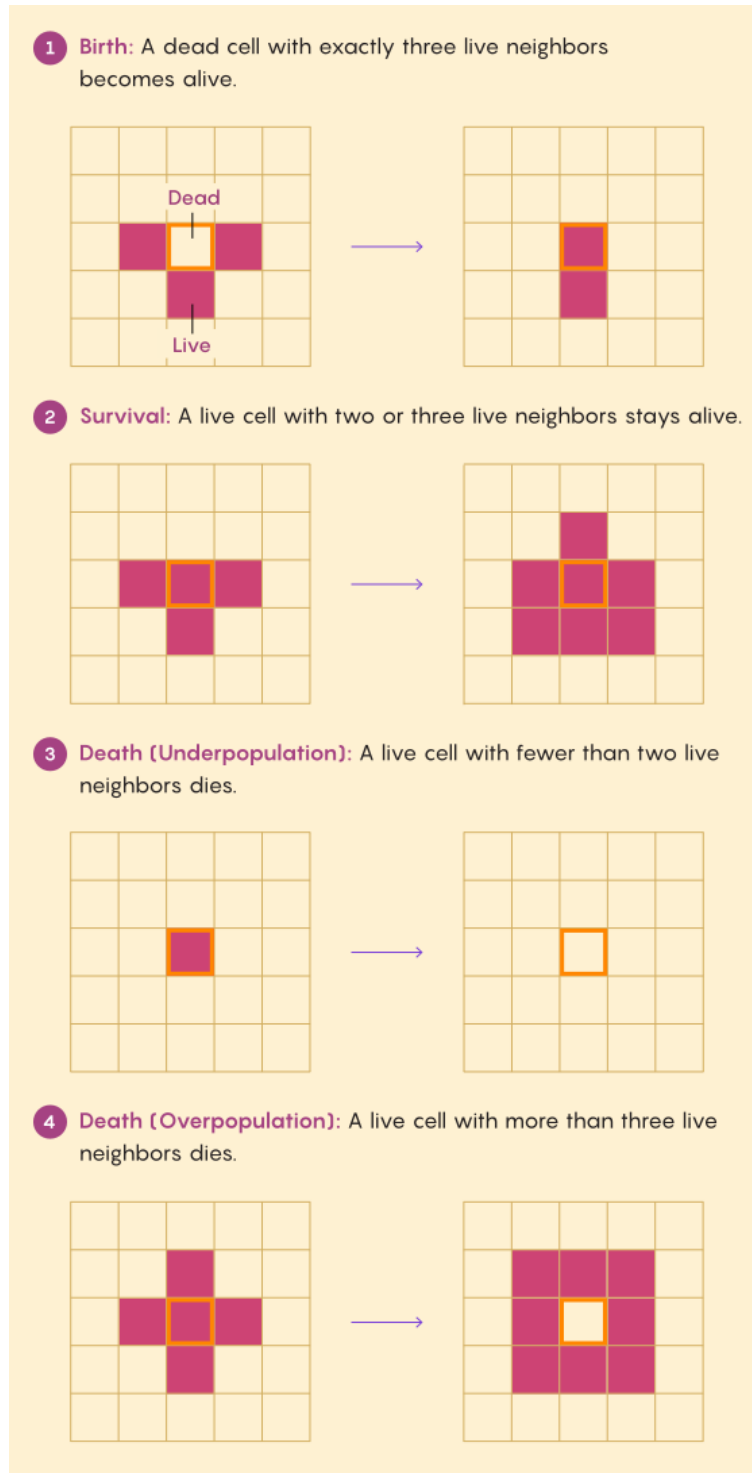 1 Birth: A dead cell with exactly three live neighbors
becomes alive.
Dead
Live
2 Survival: A live cell with two or three live neighbors stays alive.
3 Death (Underpopulation): A live cell with fewer than two live
neighbors dies.
4 Death (Overpopulation): A live cell with more than three live
neighbors dies.